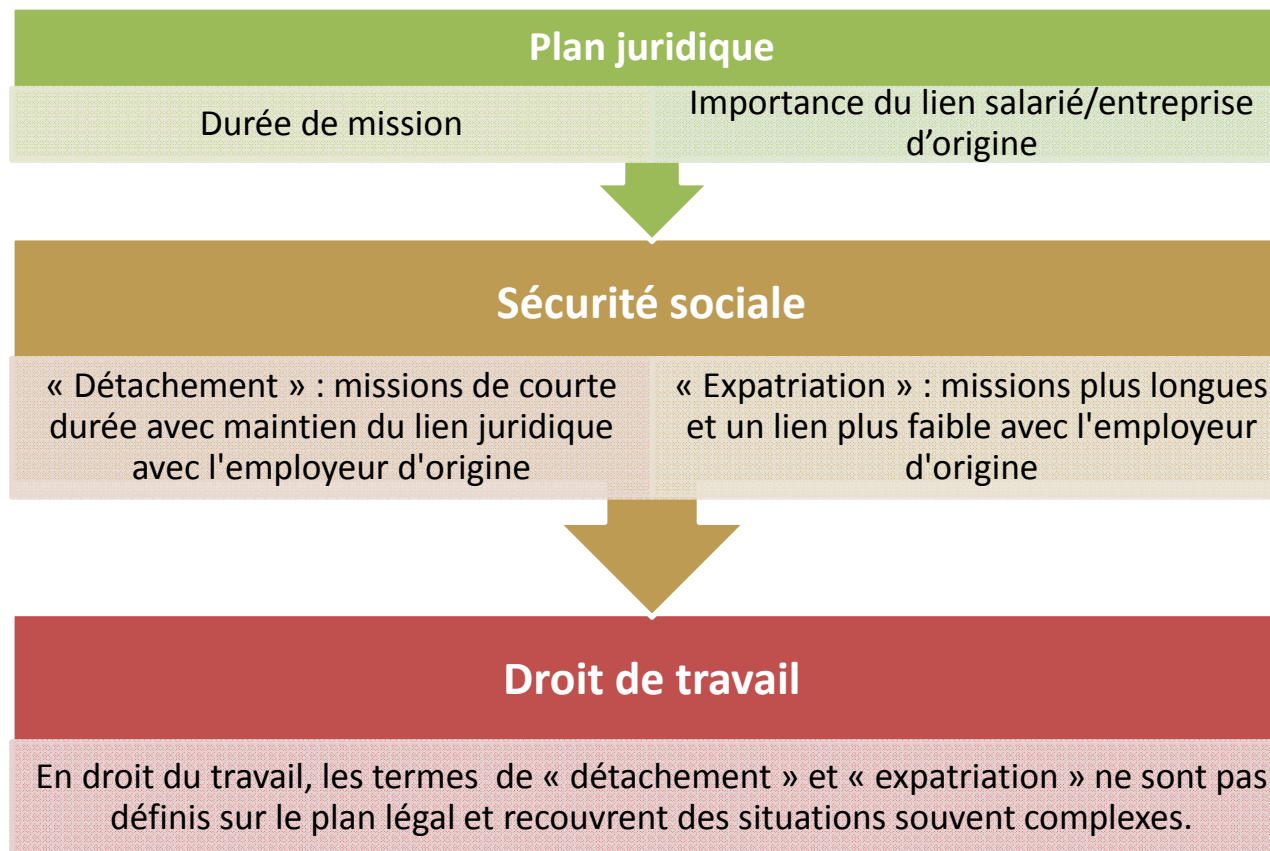 Plan juridique
Durée de mission
Importance du lien salarié/entreprise
d’origine
Sécurité sociale
« Détachement » : missions de courte
durée avec maintien du lien juridique
avec l'employeur d'origine
« Expatriation » : missions plus longues
et un lien plus faible avec l'employeur
d'origine
Droit de travail
En droit du travail, les termes de « détachement » et « expatriation » ne sont pas
définis sur le plan légal et recouvrent des situations souvent complexes.